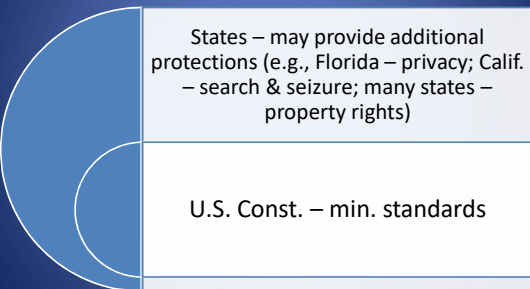 States – may provide additional
protections (e.g., Florida – privacy; Calif.
– search & seizure; many states –
property rights)
U.S. Const. – min. standards